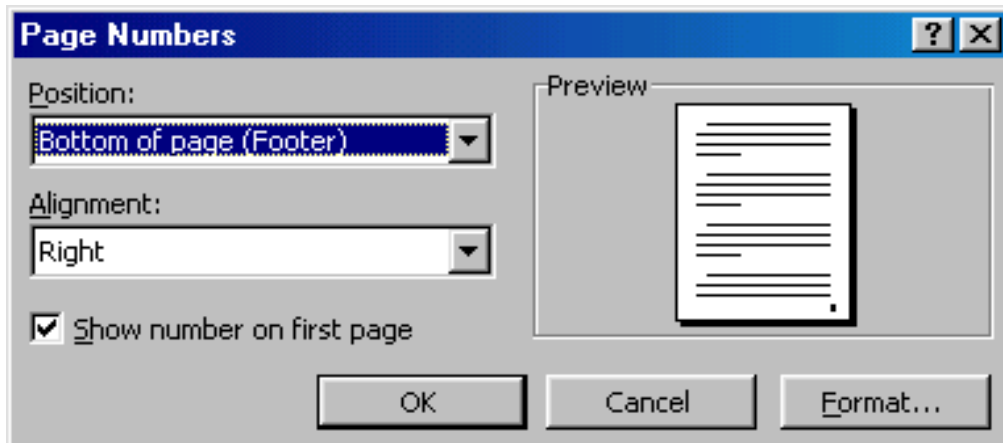 Page Numbers
Position:
Bottom of page (Footer)
Alignment:
Right
Show number on first page
Preview
OK
Cancel
Format...